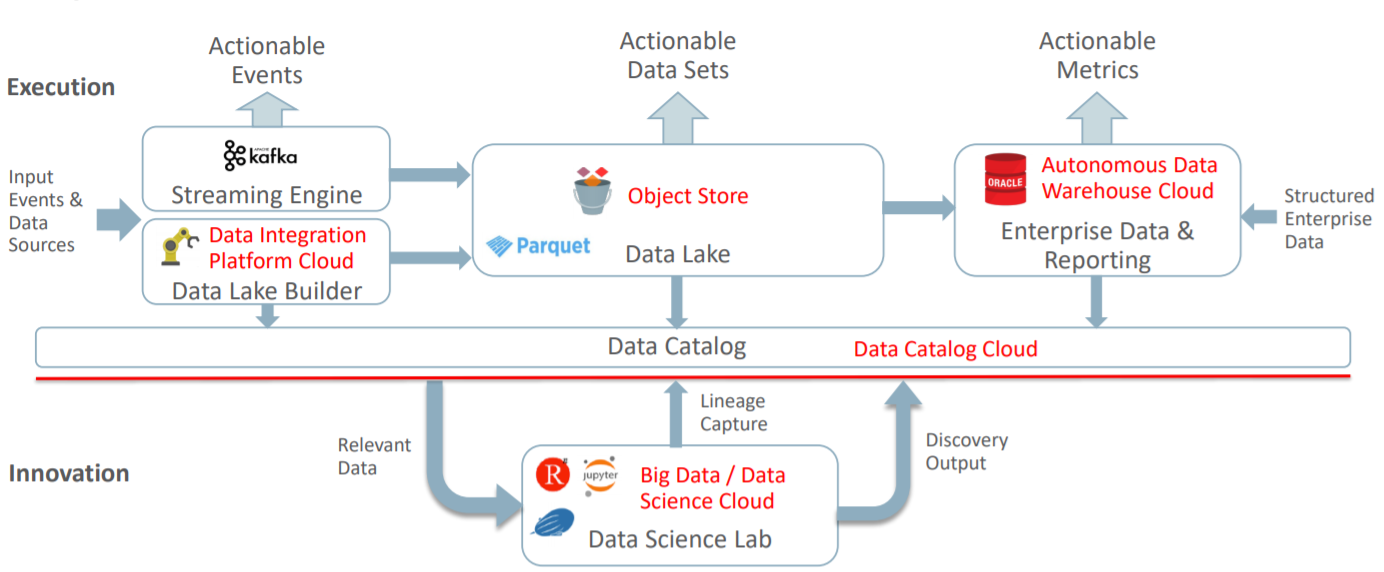 Actionable
Events
Actionable
Data Sets
Actionable
Metrics
Execution
Input
Events &
Data
Sources
APACHE
kafka
Streaming Engine
Data Integration
Platform Cloud
Data Lake Builder
Object Store
Parquet
Data Lake
ORACLE
Autonomous Data
Warehouse Cloud
Enterprise Data &
Reporting
Structured
Enterprise
Data
Data Catalog
Data Catalog Cloud
Relevant
Data
Lineage
Capture
Discovery
Output
Innovation
R
jupyter
Big Data / Data
Science Cloud
Data Science Lab